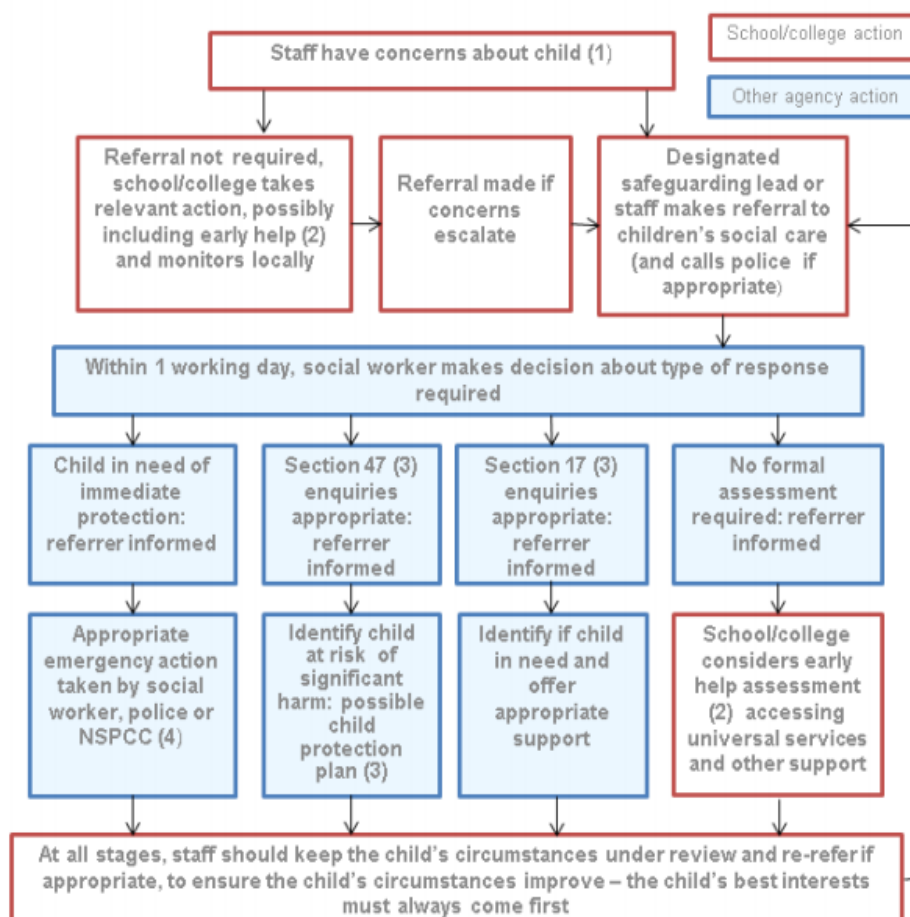 School/college action
Staff have concerns about child (1)
Other agency action
Referral not required,
school/college takes
relevant action, possibly
including early help (2)
and monitors locally
Referral made if
concerns
escalate
Designated
safeguarding lead or
staff makes referral to
children's social care
(and calls police if
appropriate)
Within 1 working day, social worker makes decision about type of response
required
Child in need of
immediate
protection:
referrer informed
Section 47 (3)
enquiries
appropriate:
referrer
informed
Section 17 (3)
enquiries
appropriate:
referrer
informed
No formal
assessment
required: referrer
informed
Appropriate
emergency action
taken by social
worker, police or
NSPCC (4)
Identify child
at risk of
significant
harm: possible
child
protection
plan (3)
Identify if child
in need and
offer
appropriate
support
School/college
considers early
help assessment
(2) accessing
universal services
and other support
At all stages, staff should keep the child's circumstances under review and re-refer if
appropriate, to ensure the child's circumstances improve – the child's best interests
must always come first